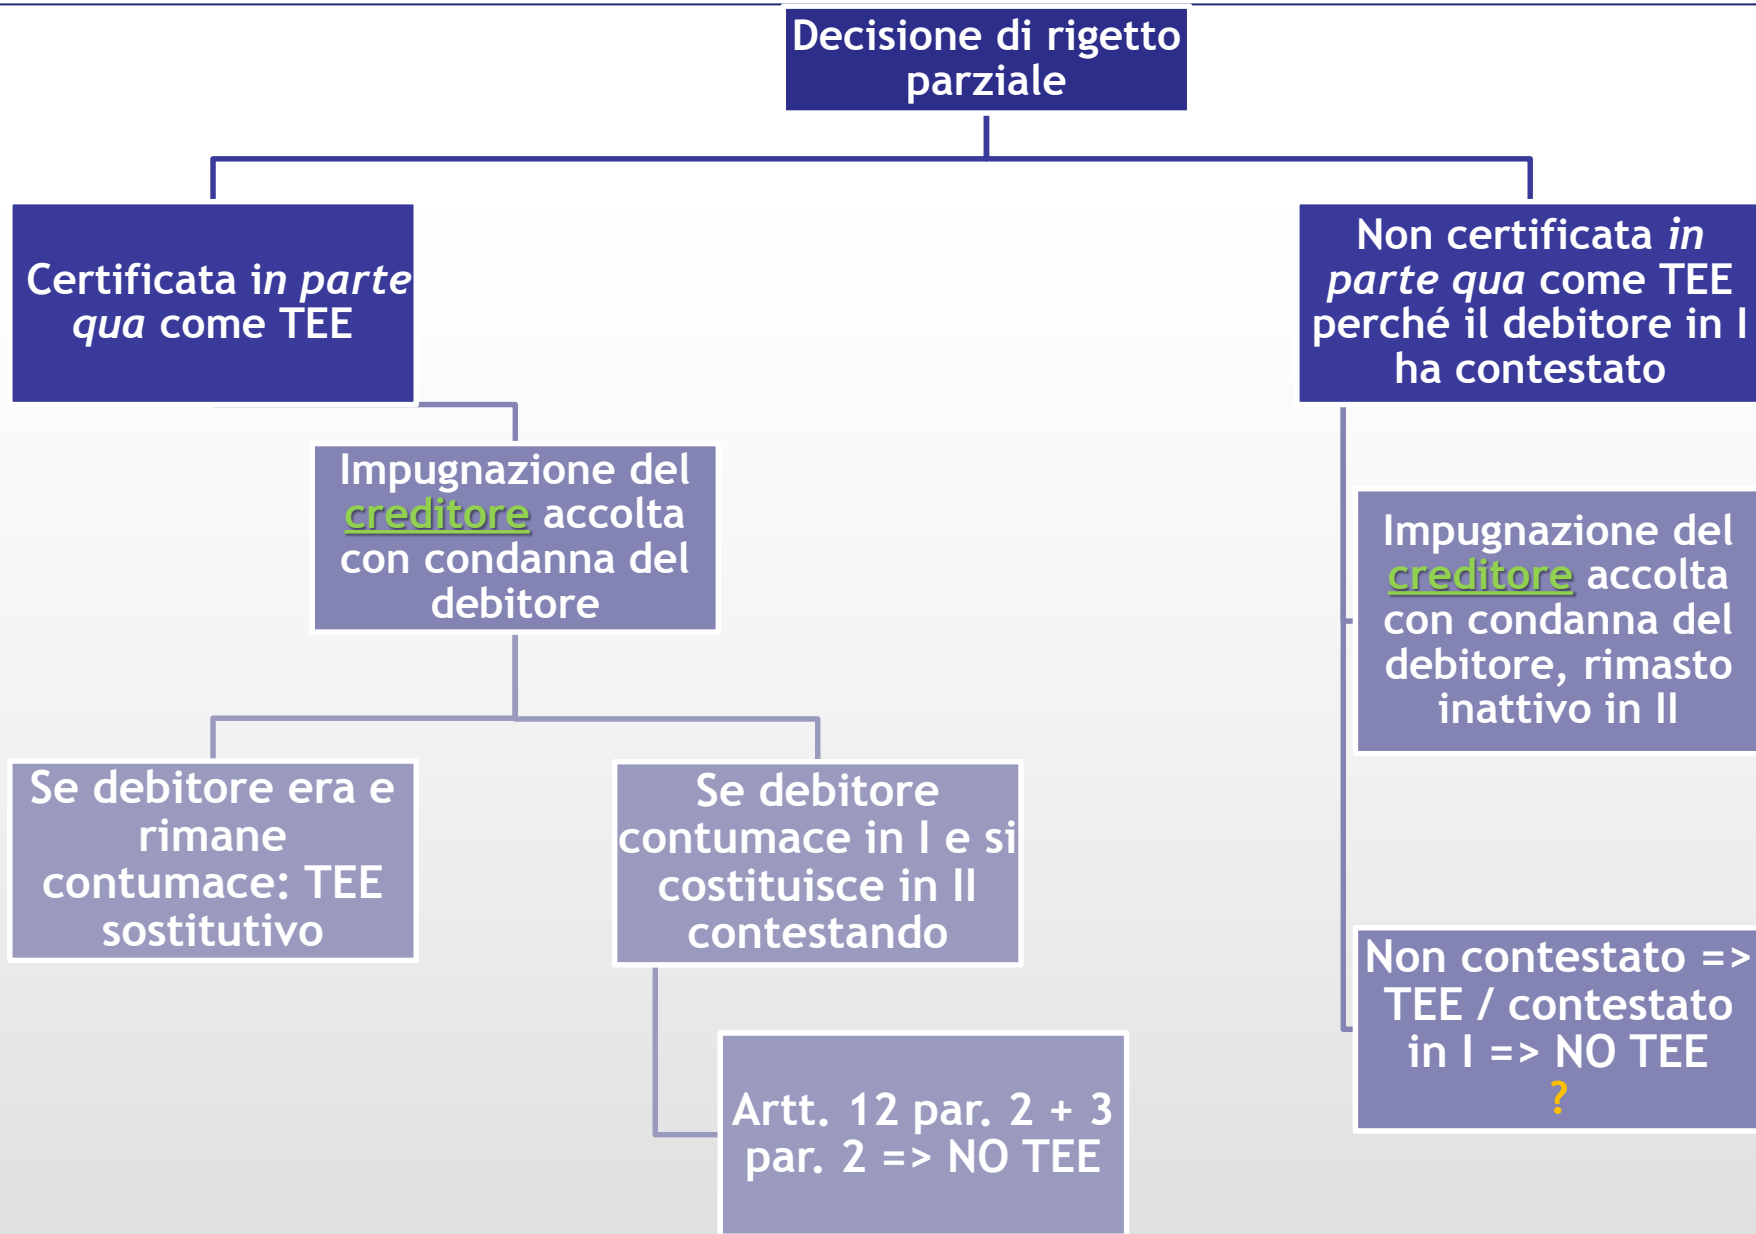 Decisione di rigetto
parziale
Certificata in parte
qua come TEE
Non certificata in
parte qua come TEE
perché il debitore in I
ha contestato
Impugnazione del
creditore accolta
con condanna del
debitore
Impugnazione del
creditore accolta
con condanna del
debitore, rimasto
inattivo in II
Se debitore era e
rimane
contumace: TEE
sostitutivo
Se debitore
contumace in I e si
costituisce in II
contestando
Non contestato =>
TEE / contestato
in I => NO TEE
?
Artt. 12 par. 2 + 3
par. 2 => NO TEE